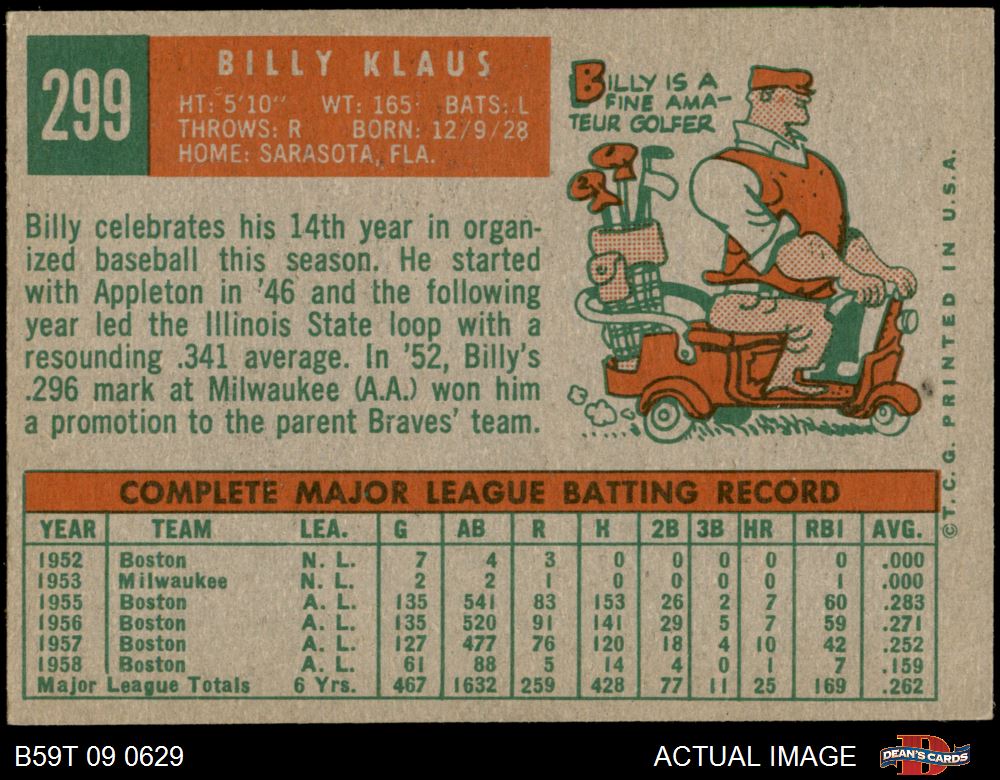 299
BILLY KLAUS
HT: 5'10" WT: 165 BATS: L
THROWS: R BORN: 12/9/28
HOME: SARASOTA, FLA.
BILLY IS A
FINE AMA-
TEUR GOLFER
2
Billy celebrates his 14th year in organ-
ized baseball this season. He started
with Appleton in '46 and the following
year led the Illinois State loop with a
resounding .341 average. In '52, Billy's
.296 mark at Milwaukee (A.A.) won him
a promotion to the parent Braves' team.
COMPLETE MAJOR LEAGUE BATTING RECORD
YEAR TEAM LEA. G AB R H 2B 3B HR RBI AVG.
1952 Boston N. L. 7 4 3 0 0 0 0 0 .000
1953 Milwaukee N. L. 2 2 1 0 0 0 0 1 .000
1955 Boston A. L. 135 541 83 153 26 2 7 60 .283
1956 Boston A. L. 135 520 91 141 29 5 7 59 .271
1957 Boston A. L. 127 477 76 120 18 4 10 42 .252
1958 Boston A. L. 61 88 5 14 4 0 1 7 .159
Major League Totals 6 Yrs. 467 1632 259 428 77 11 25 169 .262
© T. C. G. PRINTED IN U.S.A.
B59T 09 0629
ACTUAL IMAGE
DEAN'S CARDS